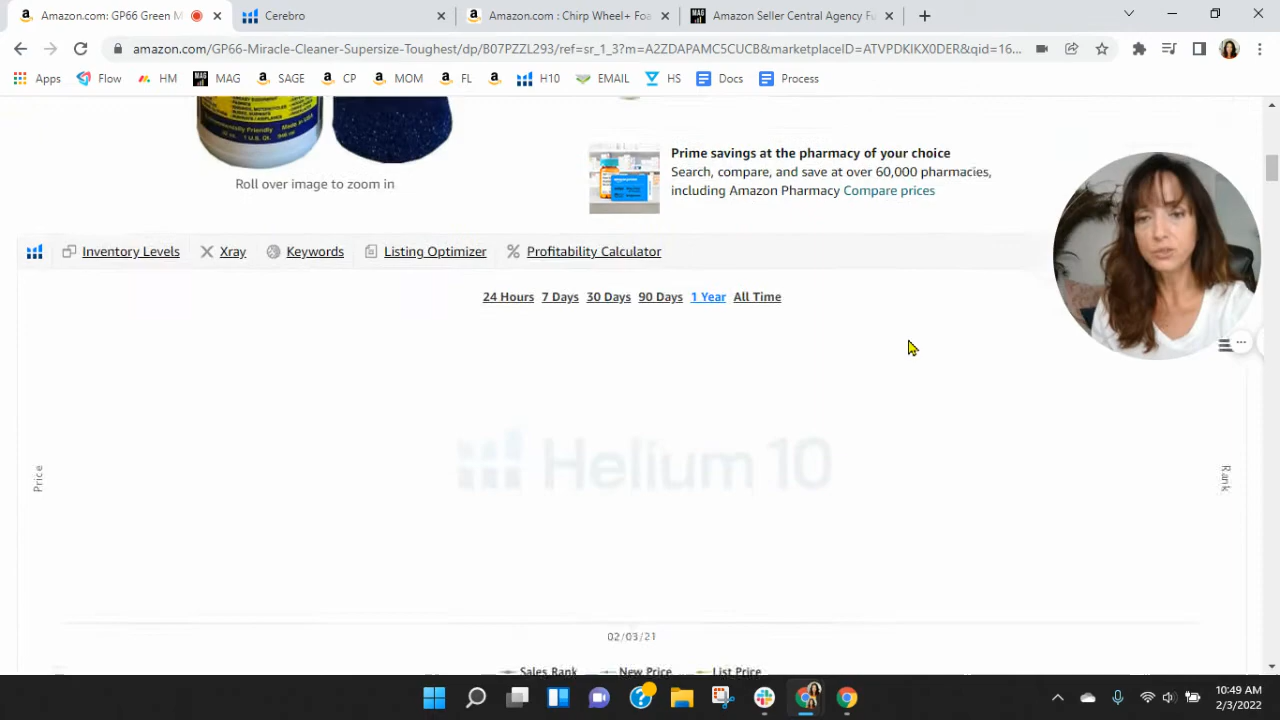 Amazon.com: GP66 Green M
Cerebro
Amazon.com : Chirp Wheel+ Foa
Amazon Seller Central Agency Fu
amazon.com/GP66-Miracle-Cleaner-Supersize-Toughest/dp/B07PZZL293/ref=sr_1_3?m=A2ZDAPAMC5CUCB&marketplaceID=ATVPDKIKX0DER&qid=16...
Apps
Flow
HM
MAG
SAGE
CP
MOM
FL
H10
EMAIL
HS
Docs
Process
Environmentally Friendly Made in USA
Roll over image to zoom in
Prime savings at the pharmacy of your choice
Search, compare, and save at over 60,000 pharmacies,
including Amazon Pharmacy Compare prices
Inventory Levels
Xray
Keywords
Listing Optimizer
Profitability Calculator
24 Hours 7 Days 30 Days 90 Days 1 Year All Time
Price
Helium 10
Rank
02/03/21
Sales Rank
New Price
List Price
10:49 AM
2/3/2022